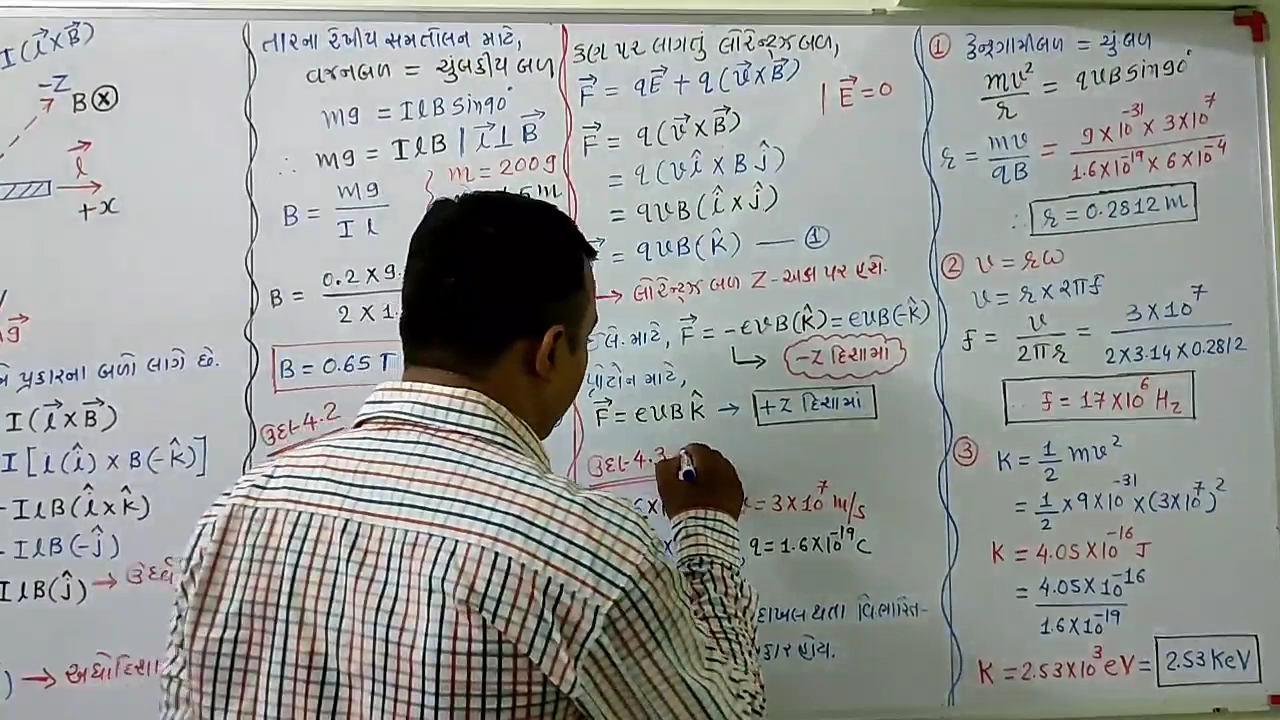 I(l⃗×B⃗)
-Z
B⊗
l⃗
+x
g⃗
પ્રકારના બળો લાગે છે.
I(l⃗×B⃗)
I[l(î)×B(-k̂)]
-IlB(î×k̂)
-IlB(-ĵ)
IlB(ĵ)→
)→ અધોદિશા
તારના રેખીય સમતોલન માટે,
વજનબળ = ચુંબકીય બળ
mg = IlB sin90°
∴ mg = IlB | l⃗⊥B⃗
m = 200g
B = mg / Il
B = 0.2×9. / 2×1.
B = 0.65 T
ઉદા-4.2
કણ પર લાગતું લોરેન્ટ્ઝ બળ,
F⃗ = qE⃗ + q(v⃗×B⃗)
| E⃗ = 0
F⃗ = q(v⃗×B⃗)
= q(vî×Bĵ)
= qvB(î×ĵ)
= qvB(k̂) — ①
→ લોરેન્ટ્ઝ બળ Z-અક્ષ પર હશે.
માટે, F⃗ = -evB(k̂) = evB(-k̂)
-Z દિશામાં
પ્રોટોન માટે,
F⃗ = evBk̂ → +Z દિશામાં
ઉદા-4.3
= 3×10⁷ m/s
, q = 1.6×10⁻¹⁹C
દાખલ થતા વિભારિત-
① કેન્દ્રગામીબળ = ચુંબળ
mv²/r = qvB sin90°
r = mv/qB = 9×10⁻³¹×3×10⁷ / 1.6×10⁻¹⁹×6×10⁻⁴
∴ r = 0.2812 m
② v = rω
v = r×2πf
f = v/2πr = 3×10⁷ / 2×3.14×0.2812
∴ f = 17×10⁶ Hz
③ K = ½mv²
= ½×9×10⁻³¹×(3×10⁷)²
K = 4.05×10⁻¹⁶ J
= 4.05×10⁻¹⁶ / 1.6×10⁻¹⁹
K = 2.53×10³ eV = 2.53 KeV